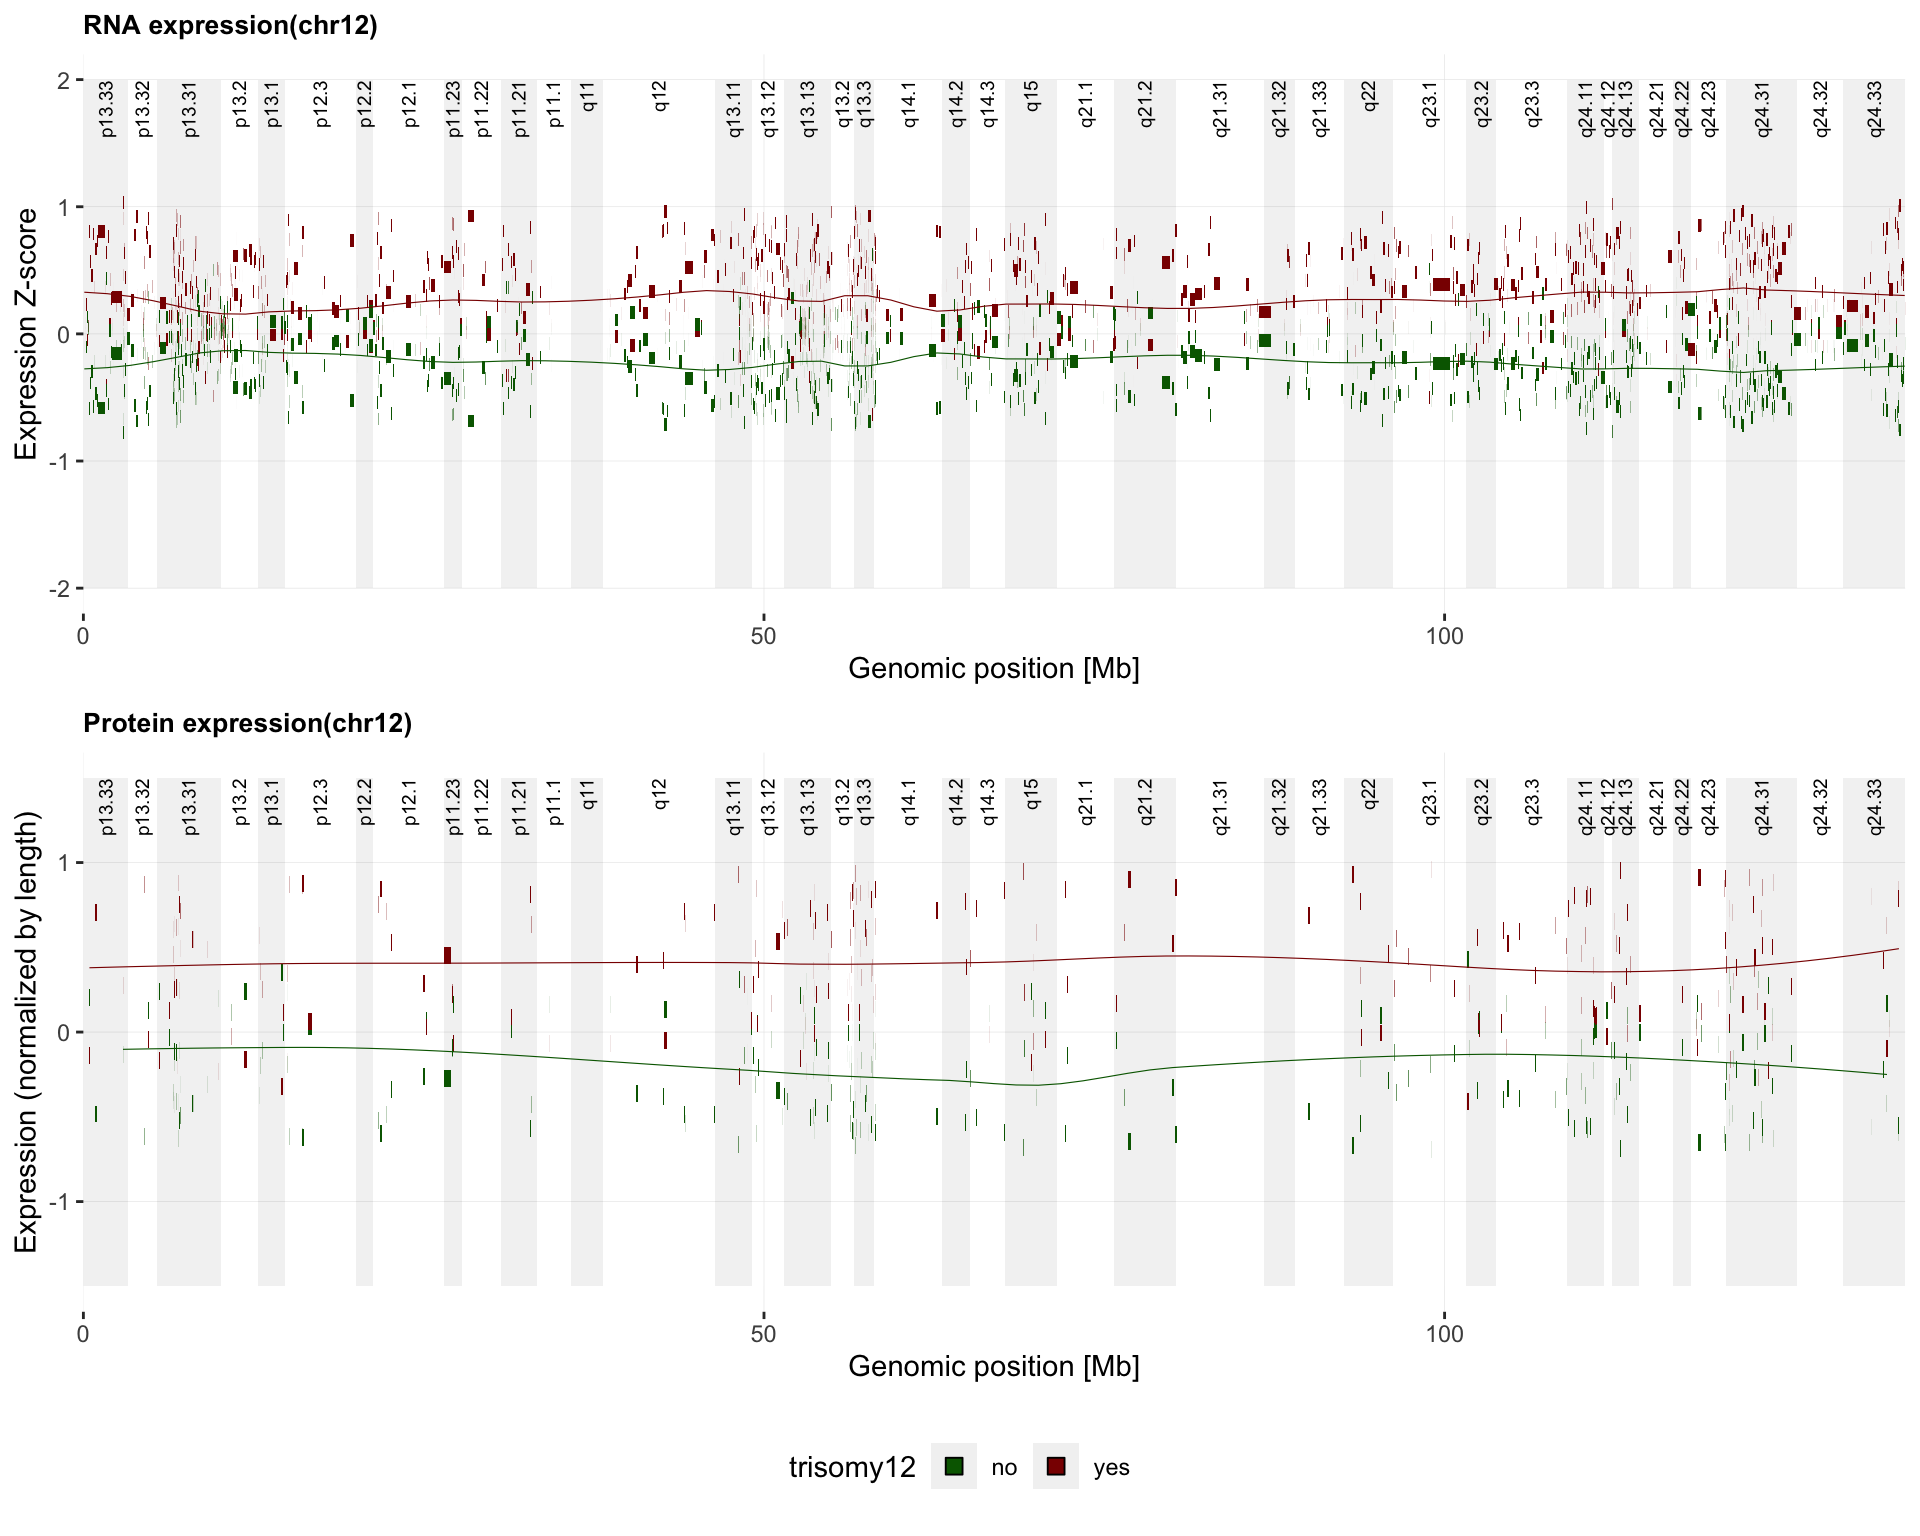 RNA expression(chr12)
p13.33 p13.32 p13.31 p13.2 p13.1 p12.3 p12.2 p12.1 p11.23 p11.22 p11.21 p11.1 q11 q12 q13.11 q13.12 q13.13 q13.2 q13.3 q14.1 q14.2 q14.3 q15 q21.1 q21.2 q21.31 q21.32 q21.33 q22 q23.1 q23.2 q23.3 q24.11 q24.12 q24.13 q24.21 q24.22 q24.23 q24.31 q24.32 q24.33
Expression Z-score
2
1
0
-1
-2
0 50 100
Genomic position [Mb]
Protein expression(chr12)
p13.33 p13.32 p13.31 p13.2 p13.1 p12.3 p12.2 p12.1 p11.23 p11.22 p11.21 p11.1 q11 q12 q13.11 q13.12 q13.13 q13.2 q13.3 q14.1 q14.2 q14.3 q15 q21.1 q21.2 q21.31 q21.32 q21.33 q22 q23.1 q23.2 q23.3 q24.11 q24.12 q24.13 q24.21 q24.22 q24.23 q24.31 q24.32 q24.33
Expression (normalized by length)
1
0
-1
0 50 100
Genomic position [Mb]
trisomy12 no yes